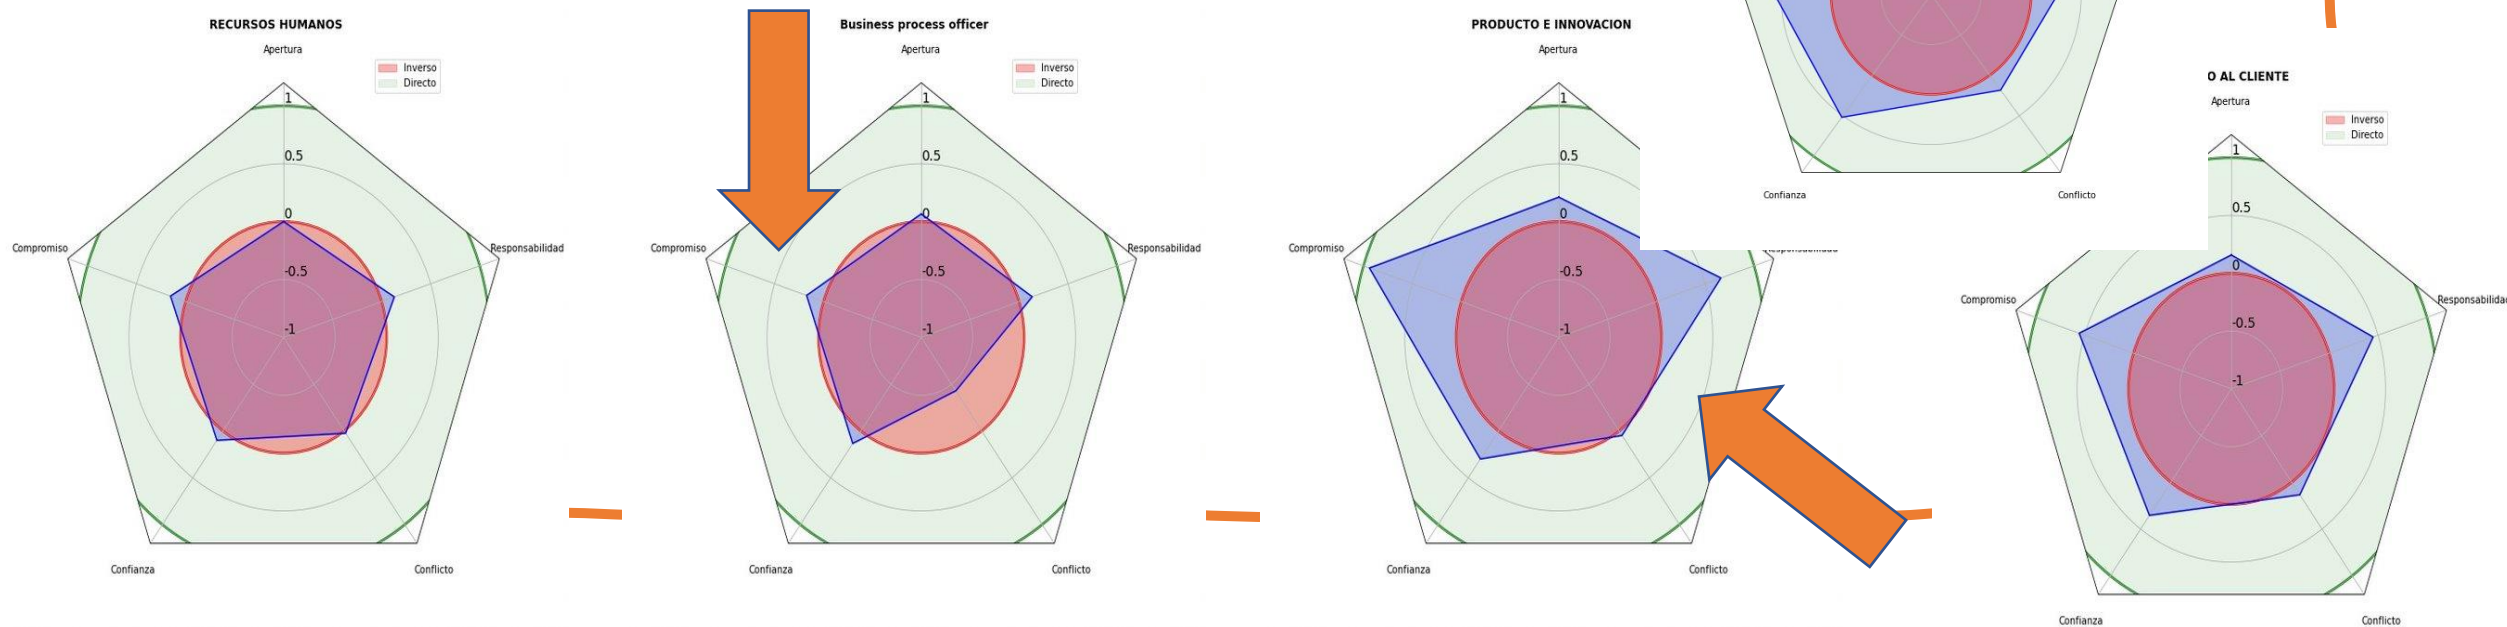 RECURSOS HUMANOS
Apertura
Inverso
Directo
1
0.5
0
-0.5
-1
Compromiso
Responsabilidad
Confianza
Conflicto
Business process officer
Apertura
Inverso
Directo
1
0.5
0
-0.5
-1
Compromiso
Responsabilidad
Confianza
Conflicto
PRODUCTO E INNOVACION
Apertura
1
0.5
0
-0.5
-1
Compromiso
Responsabilidad
Confianza
Conflicto
Confianza
Conflicto
O AL CLIENTE
Apertura
Inverso
Directo
1
0.5
0
-0.5
-1
Compromiso
Responsabilidad
Confianza
Conflicto